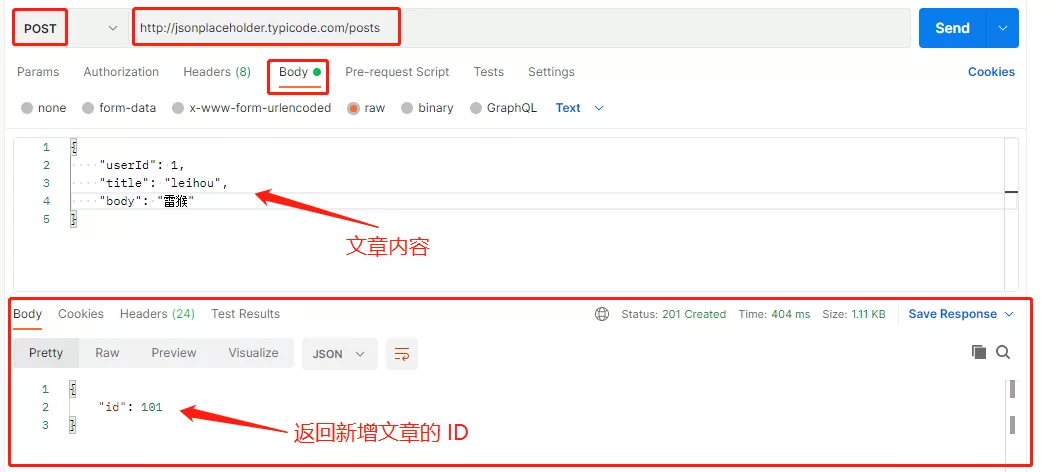 POST http://jsonplaceholder.typicode.com/posts Send
Params Authorization Headers (8) Body Pre-request Script Tests Settings Cookies
none form-data x-www-form-urlencoded raw binary GraphQL Text
1 {
2 "userId": 1,
3 "title": "leihou",
4 "body": "雷猴"
5 }
文章内容
Body Cookies Headers (24) Test Results Status: 201 Created Time: 404 ms Size: 1.11 KB Save Response
Pretty Raw Preview Visualize JSON
1 {
2 "id": 101
3 }
返回新增文章的 ID